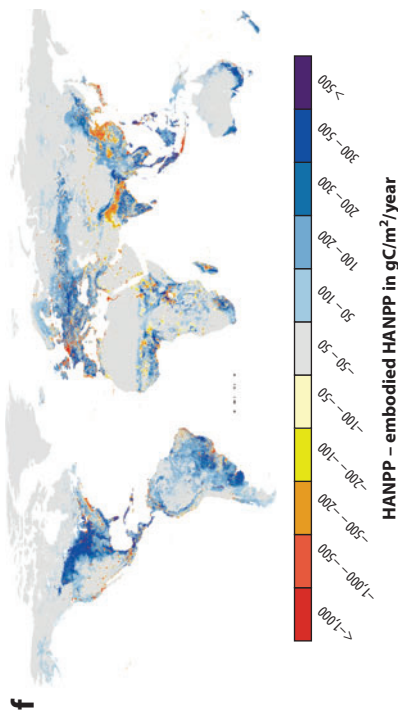 f
<−1,000
−1,000 – −500
−500 – −200
−200 – −100
−100 – −50
−50 – 50
50 – 100
100 – 200
200 – 300
300 – 500
>500
HANPP – embodied HANPP in gC/m²/year